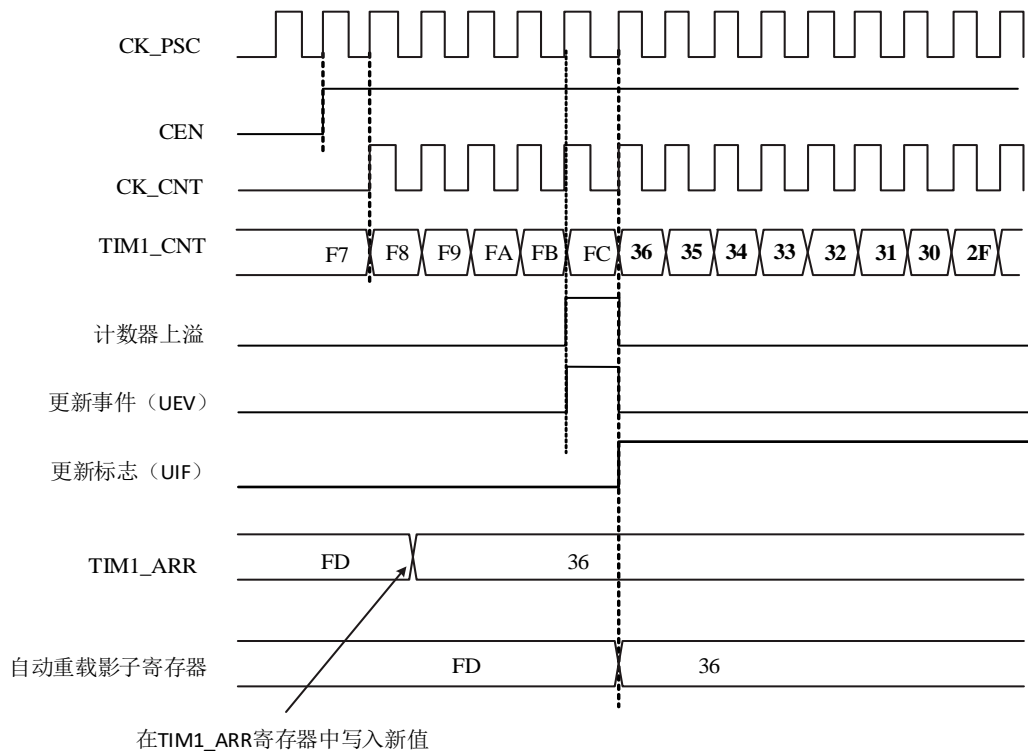 CK_PSC
CEN
CK_CNT
TIM1_CNT F7 F8 F9 FA FB FC 36 35 34 33 32 31 30 2F
计数器上溢
更新事件（UEV）
更新标志（UIF）
TIM1_ARR FD 36
自动重载影子寄存器 FD 36
在TIM1_ARR寄存器中写入新值